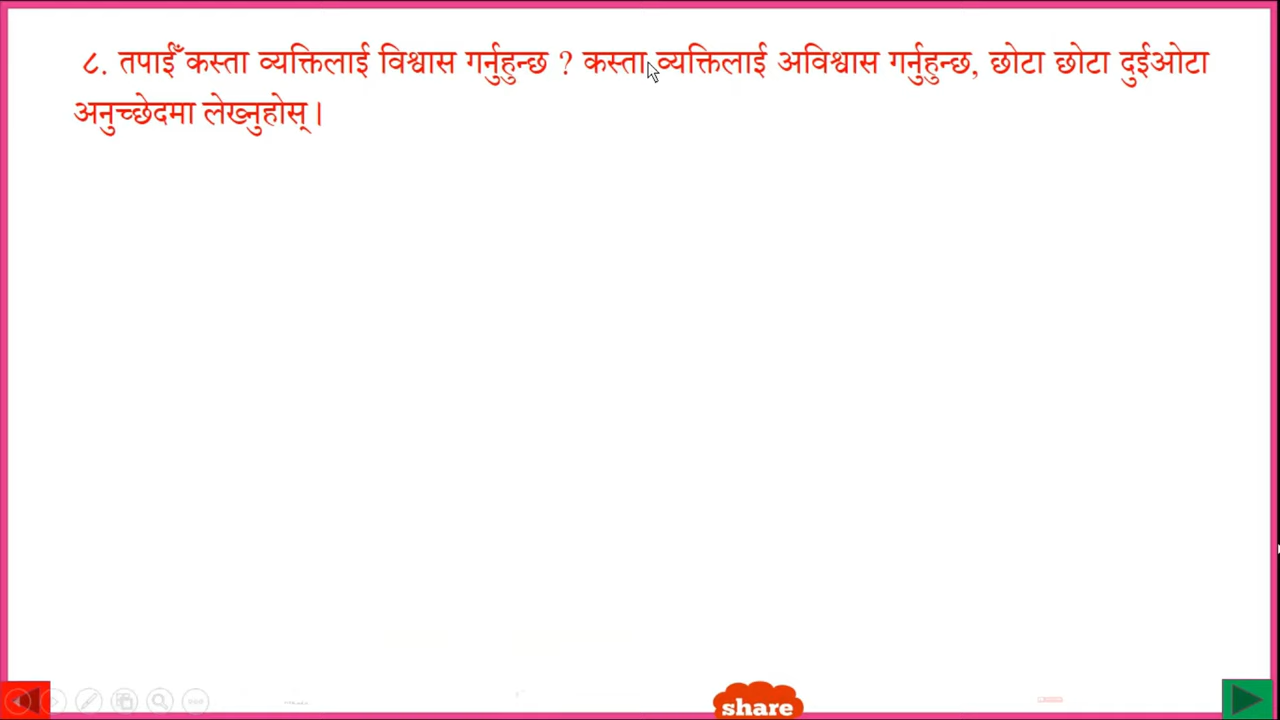 ८. तपाईँ कस्ता व्यक्तिलाई विश्वास गर्नुहुन्छ ? कस्ता व्यक्तिलाई अविश्वास गर्नुहुन्छ, छोटा छोटा दुईओटा
अनुच्छेदमा लेख्नुहोस् ।
share